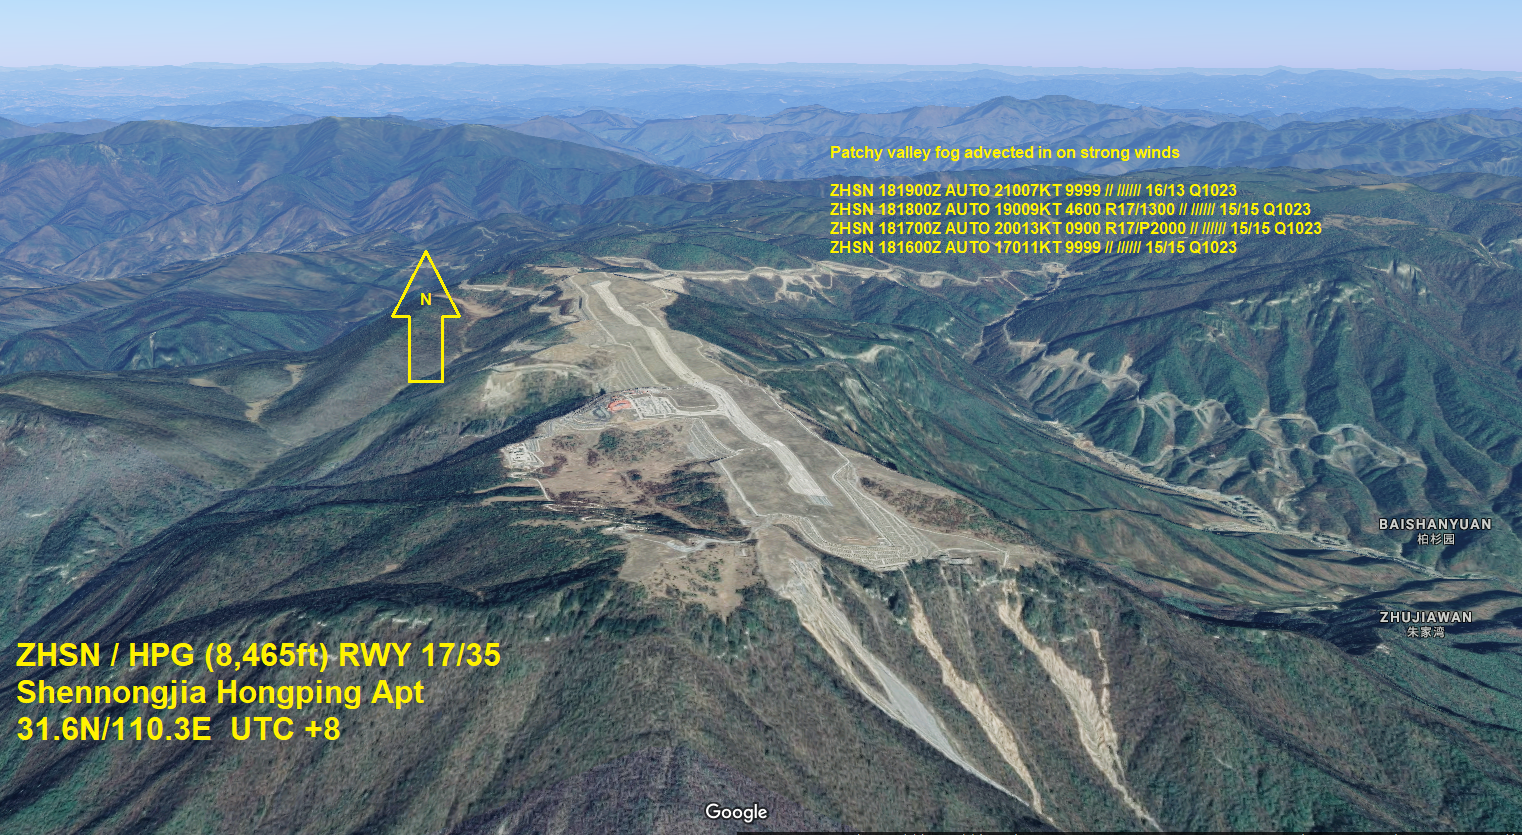 Patchy valley fog advected in on strong winds
ZHSN 181900Z AUTO 21007KT 9999 // ////// 16/13 Q1023
ZHSN 181800Z AUTO 19009KT 4600 R17/1300 // ////// 15/15 Q1023
ZHSN 181700Z AUTO 20013KT 0900 R17/P2000 // ////// 15/15 Q1023
ZHSN 181600Z AUTO 17011KT 9999 // ////// 15/15 Q1023
N
BAISHANYUAN
柏杉园
ZHUJIAWAN
朱家湾
ZHSN / HPG (8,465ft) RWY 17/35
Shennongjia Hongping Apt
31.6N/110.3E UTC +8
Google